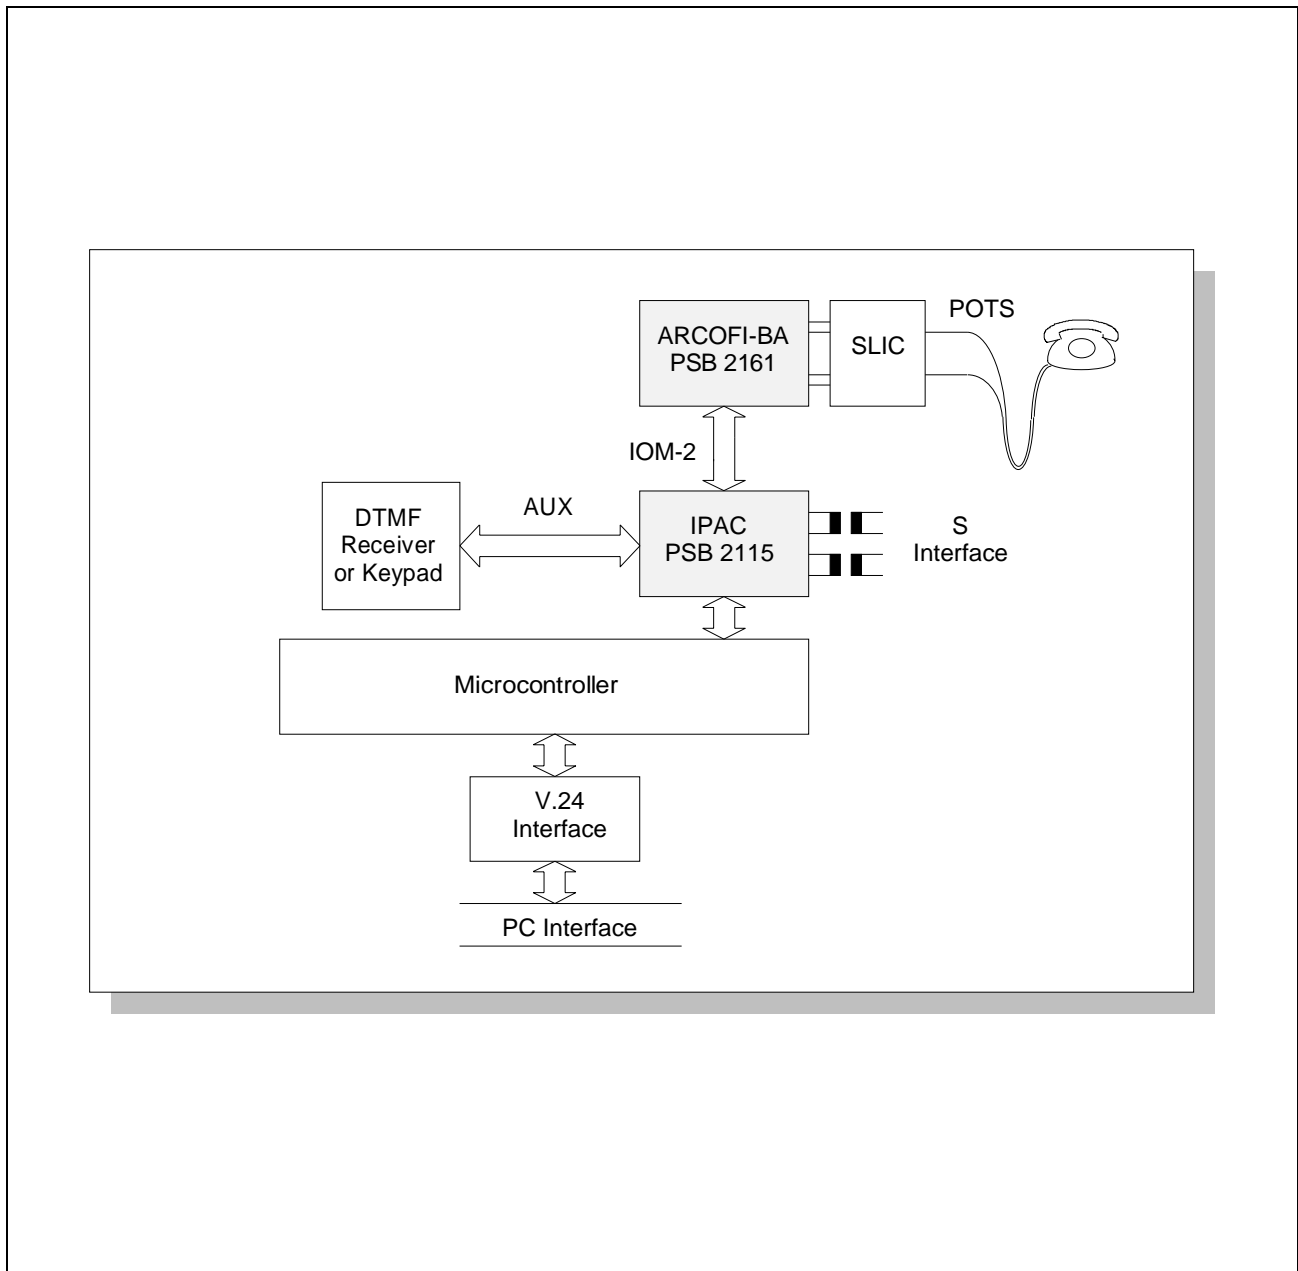 ARCOFI-BA
PSB 2161
SLIC
POTS
IOM-2
DTMF
Receiver
or Keypad
AUX
IPAC
PSB 2115
S
Interface
Microcontroller
V.24
Interface
PC Interface